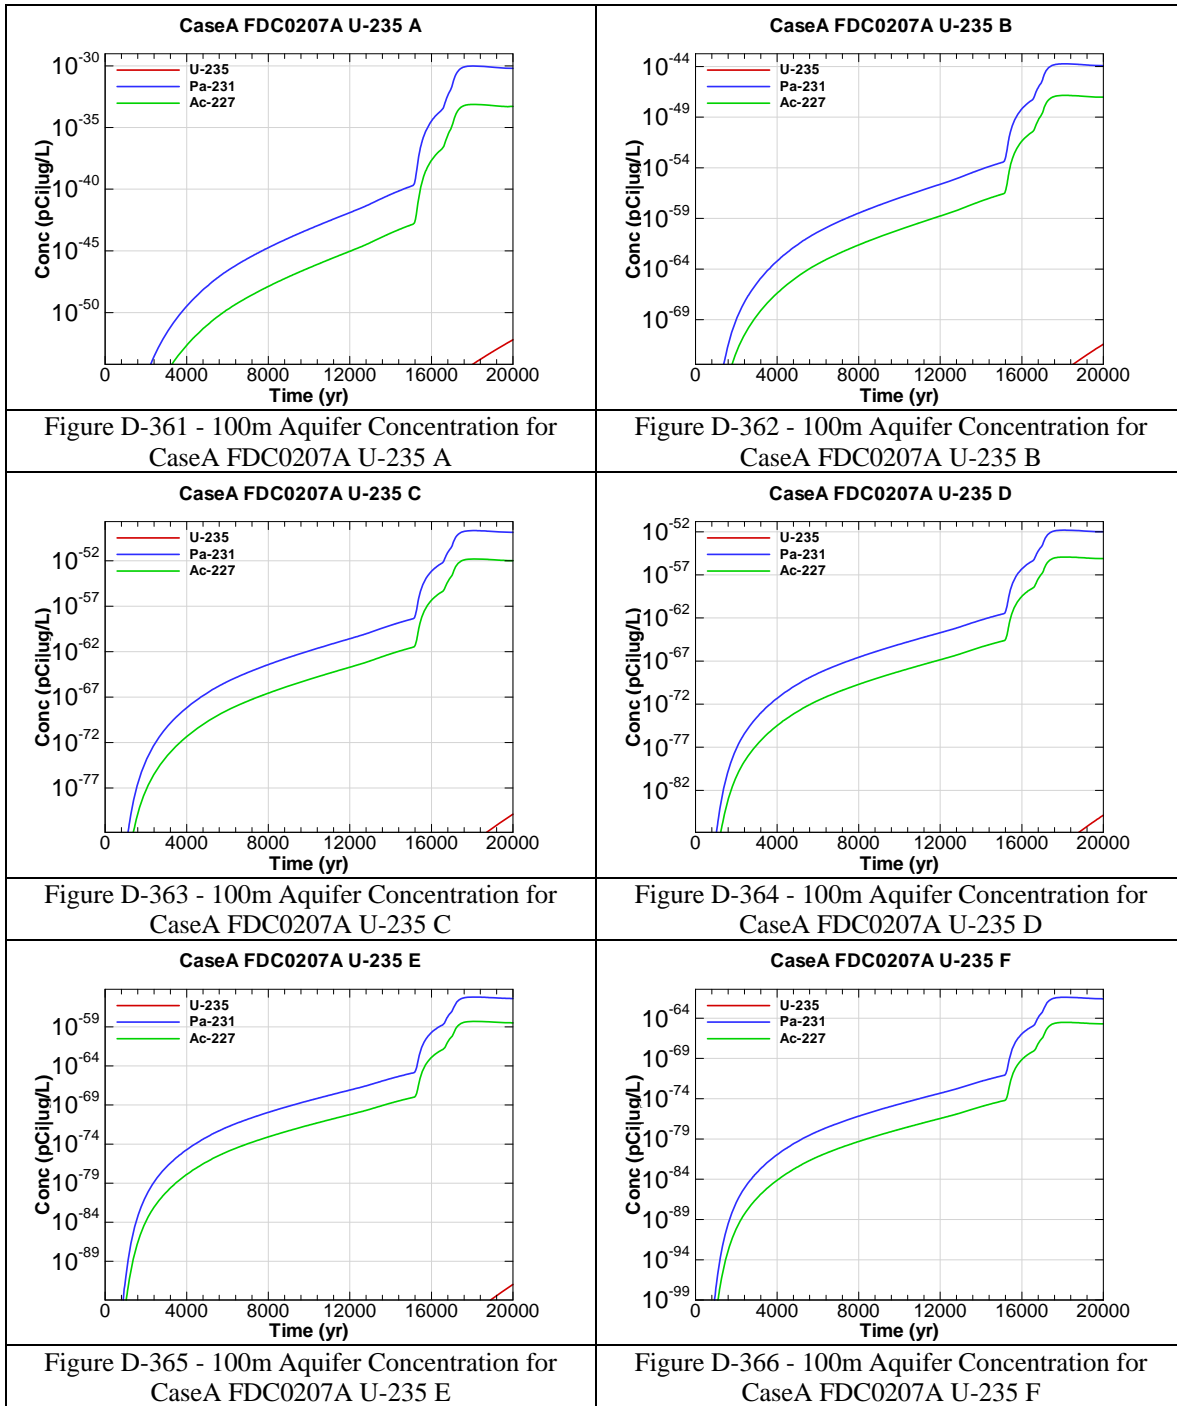 CaseA FDC0207A U-235 A
U-235
Pa-231
Ac-227
Conc (pCi|ug/L)
10-30
10-35
10-40
10-45
10-50
0 4000 8000 12000 16000 20000
Time (yr)
Figure D-361 - 100m Aquifer Concentration for
CaseA FDC0207A U-235 A
CaseA FDC0207A U-235 B
U-235
Pa-231
Ac-227
Conc (pCi|ug/L)
10-44
10-49
10-54
10-59
10-64
10-69
0 4000 8000 12000 16000 20000
Time (yr)
Figure D-362 - 100m Aquifer Concentration for
CaseA FDC0207A U-235 B
CaseA FDC0207A U-235 C
U-235
Pa-231
Ac-227
Conc (pCi|ug/L)
10-52
10-57
10-62
10-67
10-72
10-77
0 4000 8000 12000 16000 20000
Time (yr)
Figure D-363 - 100m Aquifer Concentration for
CaseA FDC0207A U-235 C
CaseA FDC0207A U-235 D
U-235
Pa-231
Ac-227
Conc (pCi|ug/L)
10-52
10-57
10-62
10-67
10-72
10-77
10-82
0 4000 8000 12000 16000 20000
Time (yr)
Figure D-364 - 100m Aquifer Concentration for
CaseA FDC0207A U-235 D
CaseA FDC0207A U-235 E
U-235
Pa-231
Ac-227
Conc (pCi|ug/L)
10-59
10-64
10-69
10-74
10-79
10-84
10-89
0 4000 8000 12000 16000 20000
Time (yr)
Figure D-365 - 100m Aquifer Concentration for
CaseA FDC0207A U-235 E
CaseA FDC0207A U-235 F
U-235
Pa-231
Ac-227
Conc (pCi|ug/L)
10-64
10-69
10-74
10-79
10-84
10-89
10-94
10-99
0 4000 8000 12000 16000 20000
Time (yr)
Figure D-366 - 100m Aquifer Concentration for
CaseA FDC0207A U-235 F